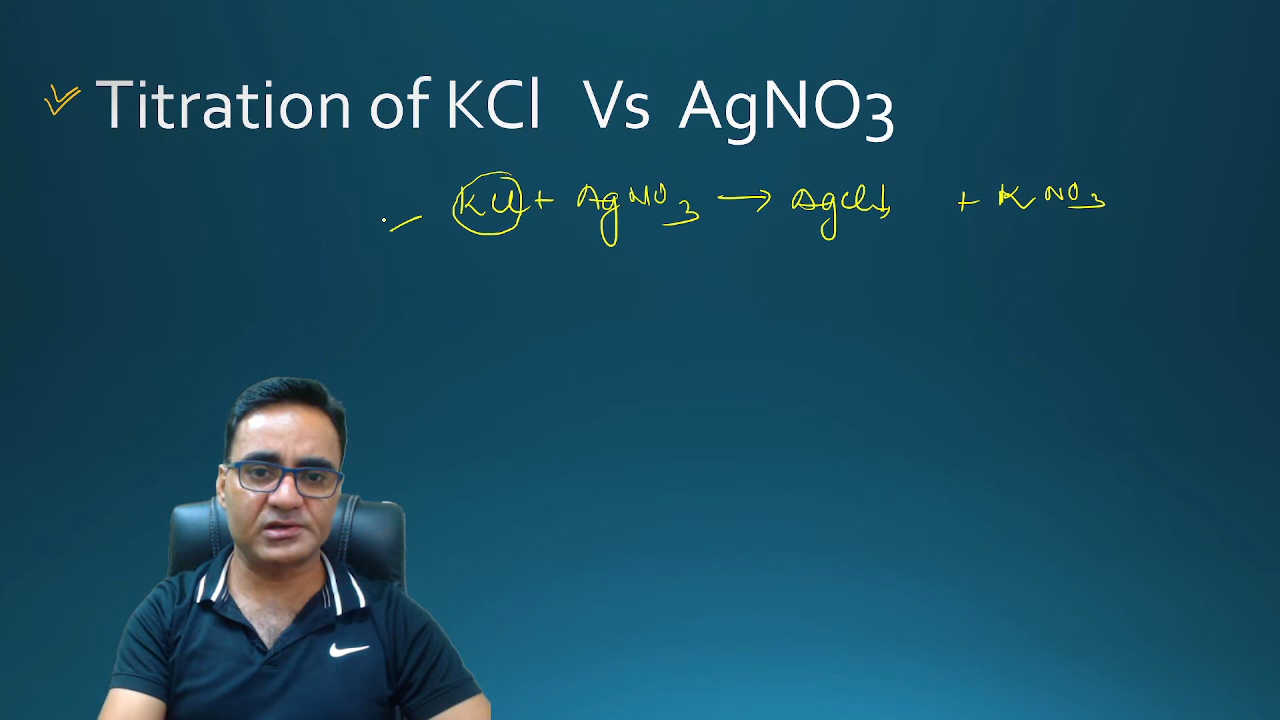 Titration of KCl Vs AgNO3
KCl + AgNO3 → AgCl↓ + KNO3